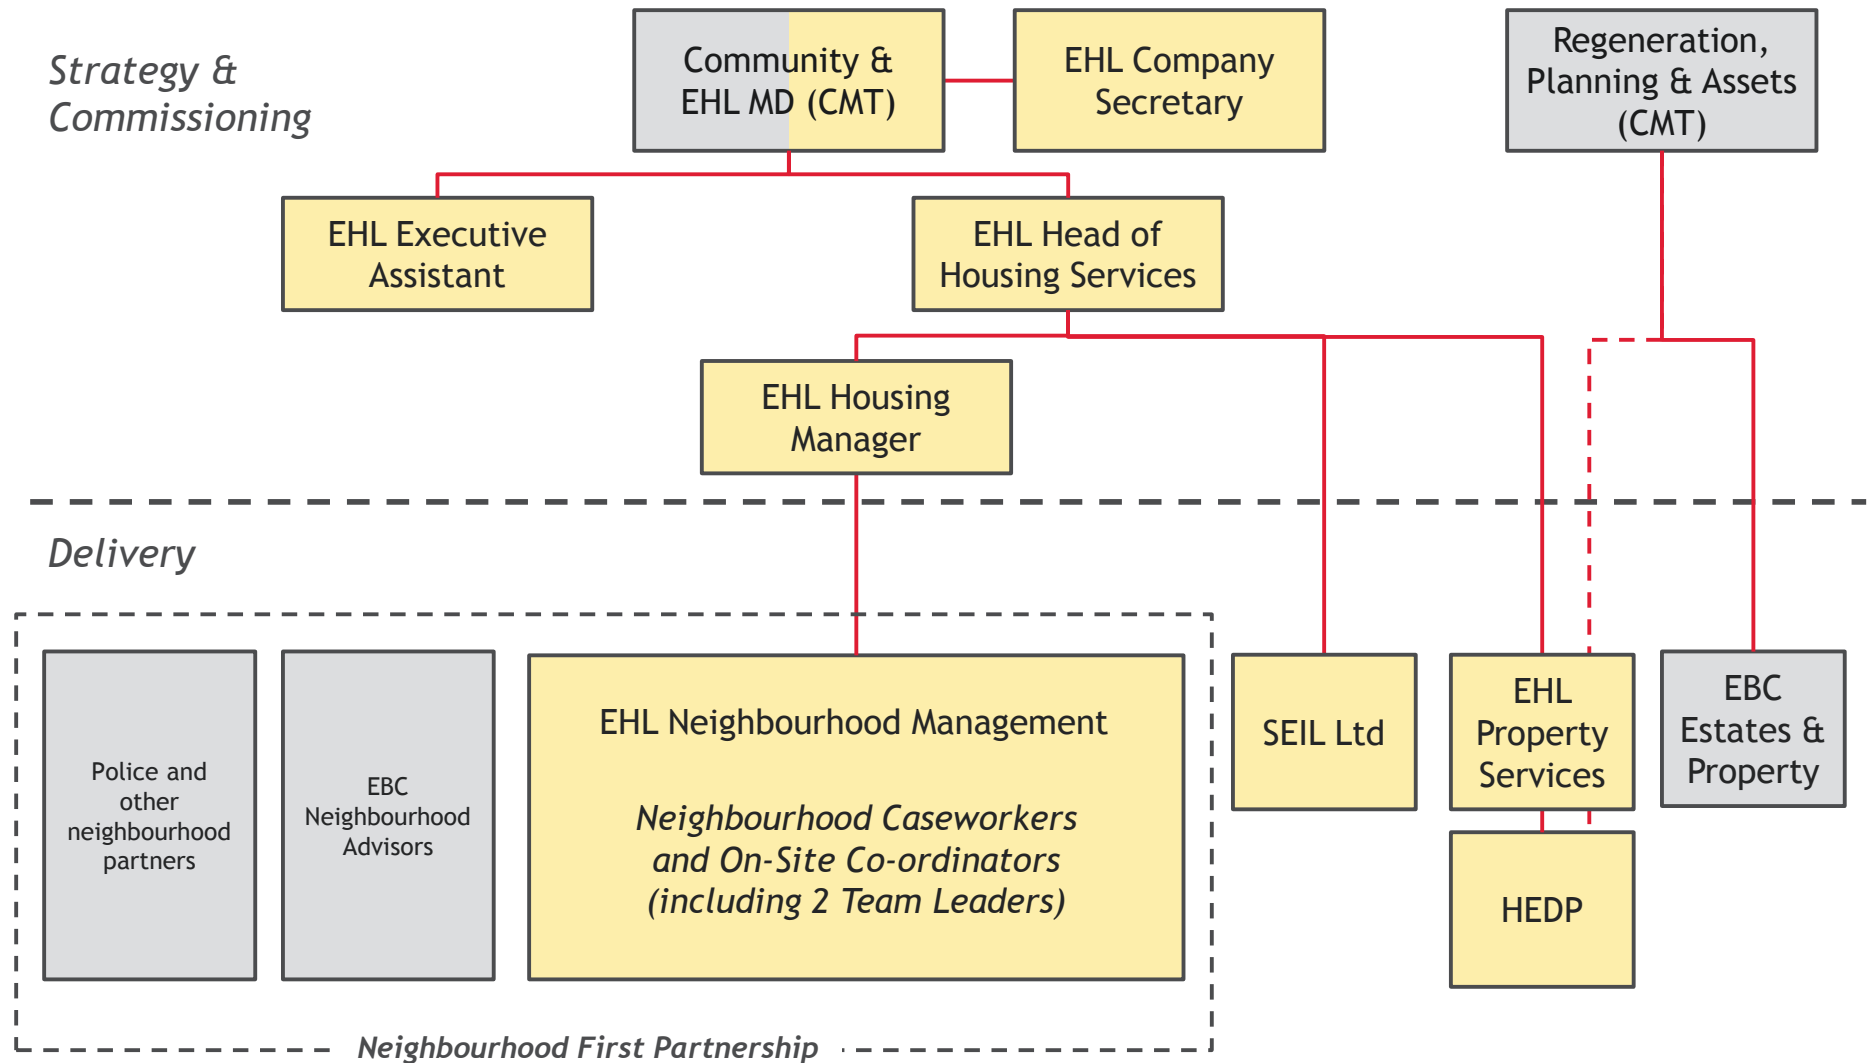 Strategy &
Commissioning
Community &
EHL MD (CMT)
EHL Company
Secretary
Regeneration,
Planning & Assets
(CMT)
EHL Executive
Assistant
EHL Head of
Housing Services
EHL Housing
Manager
Delivery
Police and
other
neighbourhood
partners
EBC
Neighbourhood
Advisors
EHL Neighbourhood Management
Neighbourhood Caseworkers
and On-Site Co-ordinators
(including 2 Team Leaders)
SEIL Ltd
EHL
Property
Services
EBC
Estates &
Property
HEDP
Neighbourhood First Partnership